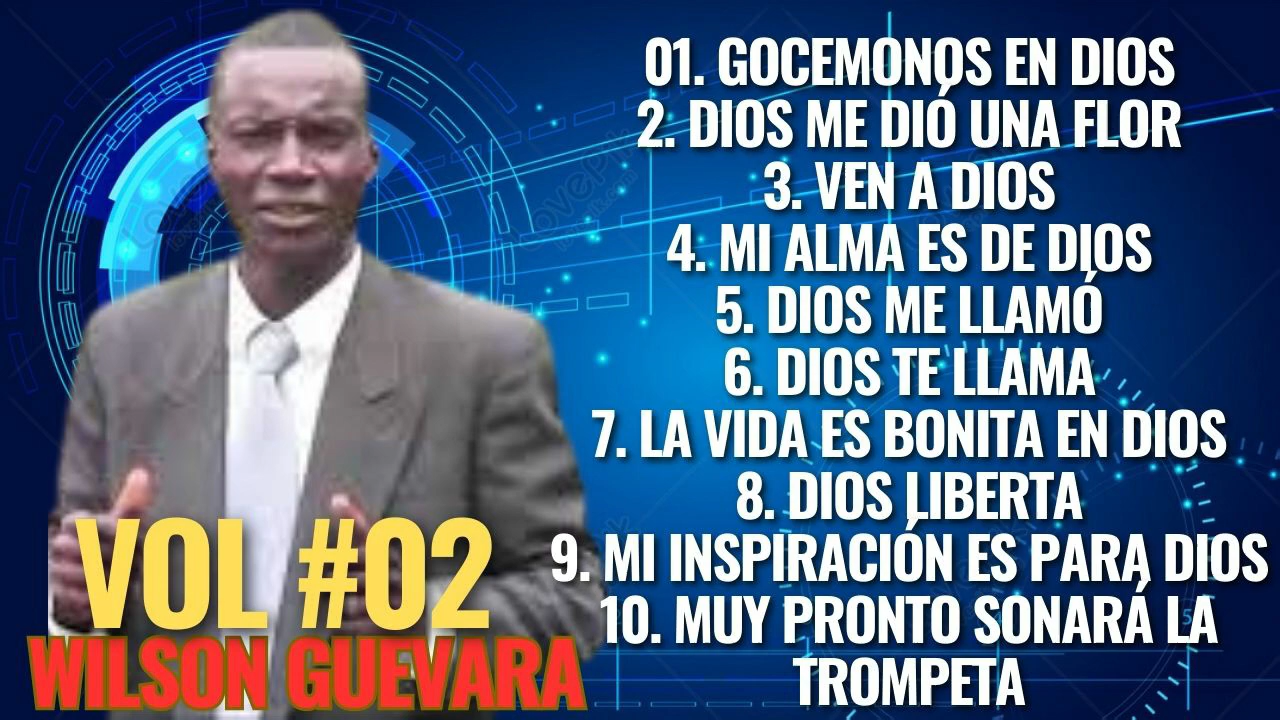 01. GOCEMONOS EN DIOS
2. DIOS ME DIÓ UNA FLOR
3. VEN A DIOS
4. MI ALMA ES DE DIOS
5. DIOS ME LLAMÓ
6. DIOS TE LLAMA
7. LA VIDA ES BONITA EN DIOS
8. DIOS LIBERTA
9. MI INSPIRACIÓN ES PARA DIOS
10. MUY PRONTO SONARÁ LA
TROMPETA
VOL #02
WILSON GUEVARA